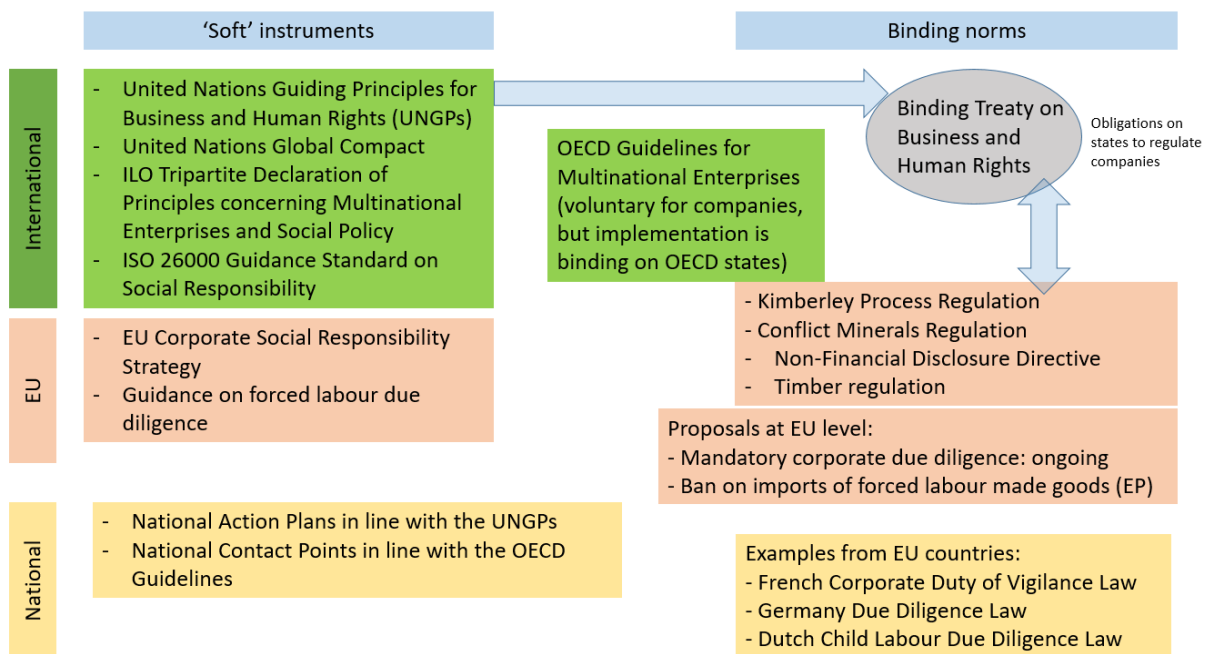 ‘Soft’ instruments
Binding norms
International
- United Nations Guiding Principles for
Business and Human Rights (UNGPs)
- United Nations Global Compact
- ILO Tripartite Declaration of
Principles concerning Multinational
Enterprises and Social Policy
- ISO 26000 Guidance Standard on
Social Responsibility
OECD Guidelines for
Multinational Enterprises
(voluntary for companies,
but implementation is
binding on OECD states)
Binding Treaty on
Business and
Human Rights
Obligations on
states to regulate
companies
EU
- EU Corporate Social Responsibility
Strategy
- Guidance on forced labour due
diligence
- Kimberley Process Regulation
- Conflict Minerals Regulation
- Non-Financial Disclosure Directive
- Timber regulation
Proposals at EU level:
- Mandatory corporate due diligence: ongoing
- Ban on imports of forced labour made goods (EP)
National
- National Action Plans in line with the UNGPs
- National Contact Points in line with the OECD
Guidelines
Examples from EU countries:
- French Corporate Duty of Vigilance Law
- Germany Due Diligence Law
- Dutch Child Labour Due Diligence Law